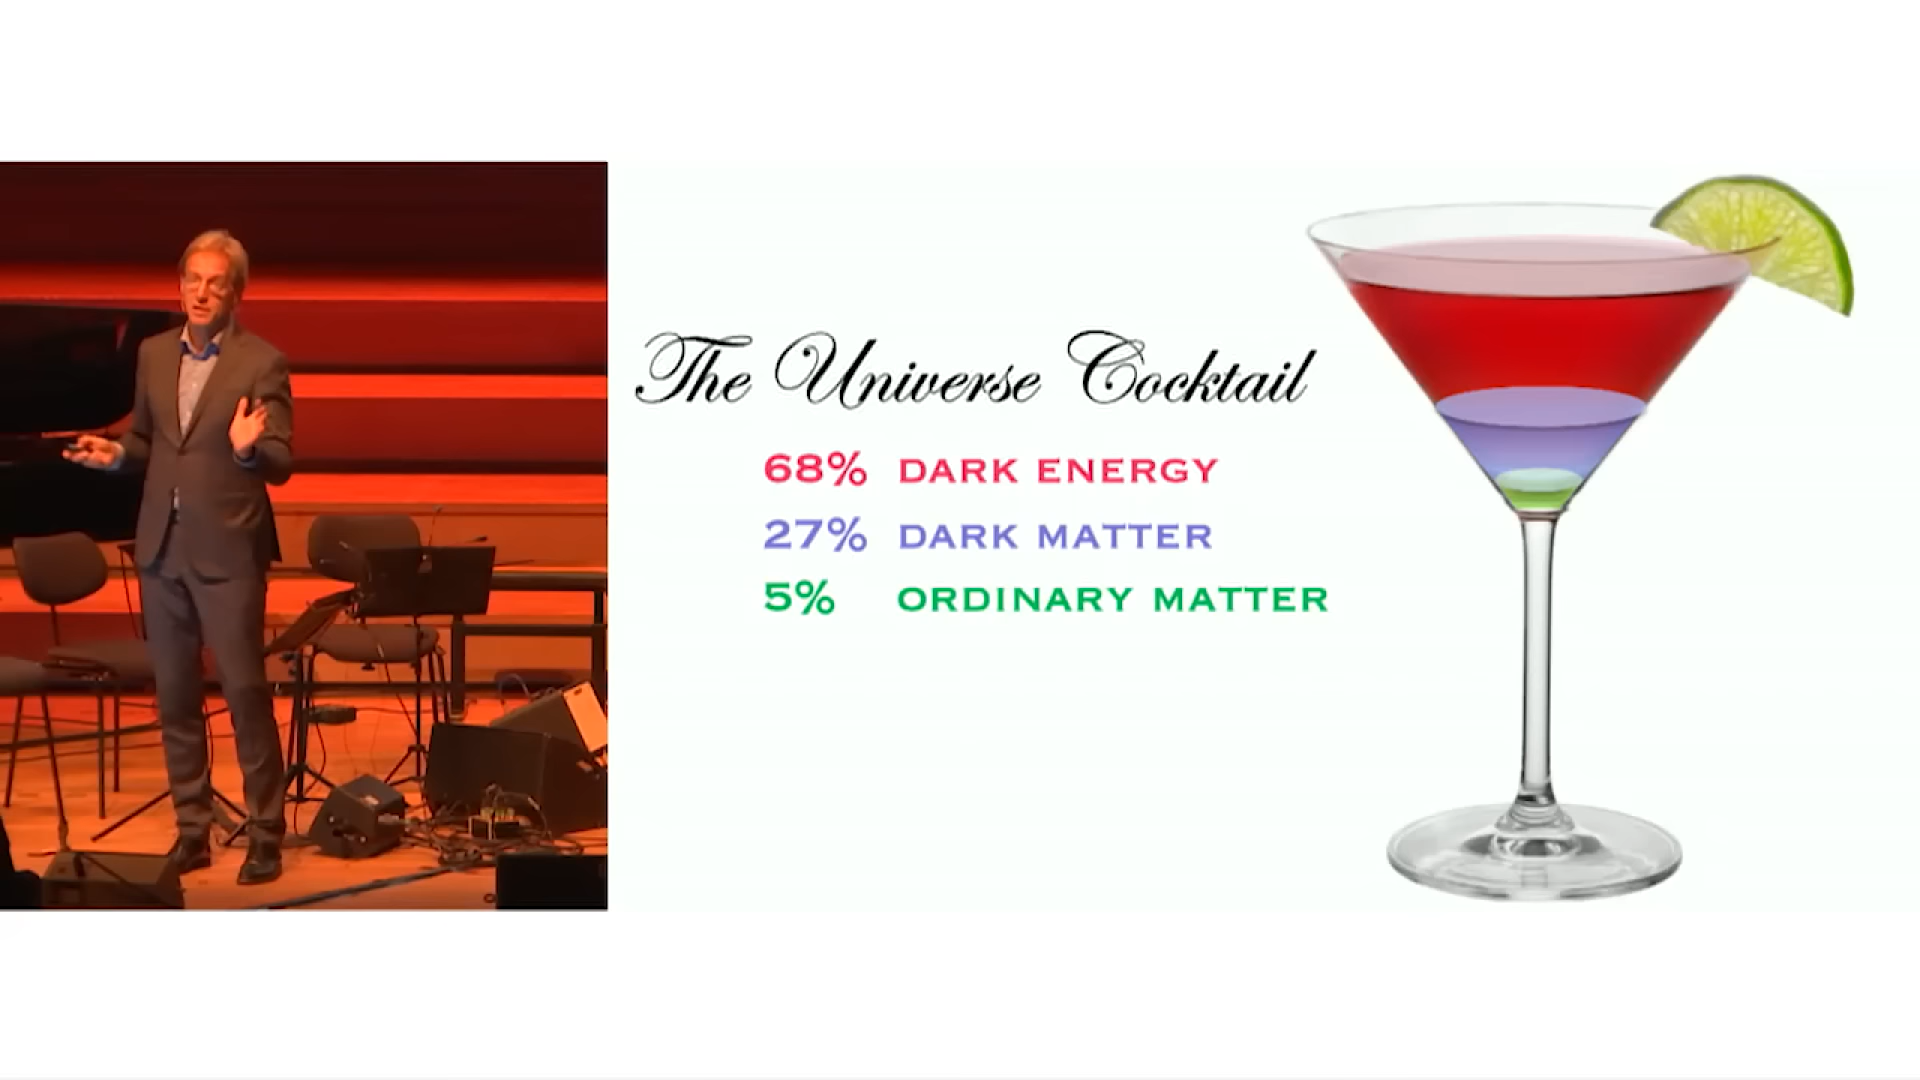 The Universe Cocktail
68% DARK ENERGY
27% DARK MATTER
5% ORDINARY MATTER